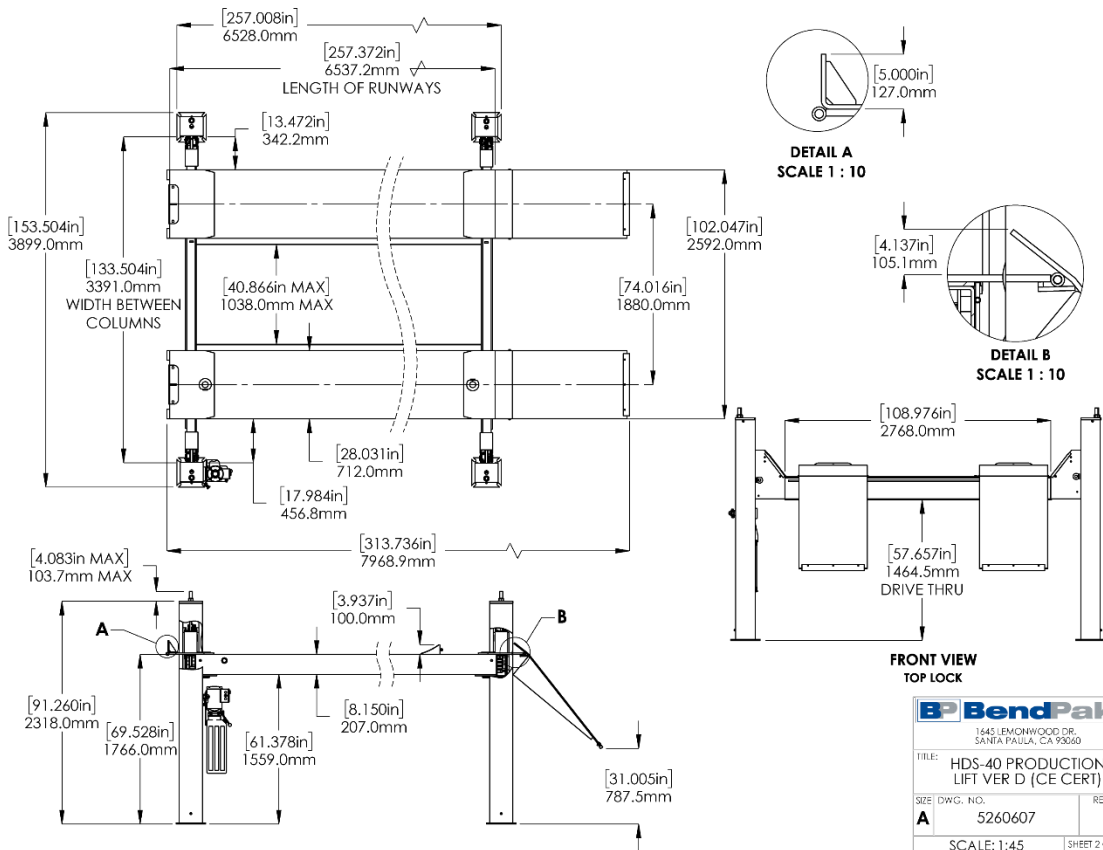 [257.008in]
6528.0mm
[257.372in]
6537.2mm
LENGTH OF RUNWAYS
[13.472in]
342.2mm
[153.504in]
3899.0mm
[133.504in]
3391.0mm
WIDTH BETWEEN
COLUMNS
[40.866in MAX]
1038.0mm MAX
[102.047in]
2592.0mm
[74.016in]
1880.0mm
[28.031in]
712.0mm
[17.984in]
456.8mm
[313.736in]
7968.9mm
[5.000in]
127.0mm
DETAIL A
SCALE 1 : 10
[4.137in]
105.1mm
DETAIL B
SCALE 1 : 10
[4.083in MAX]
103.7mm MAX
A
[3.937in]
100.0mm
B
[91.260in]
2318.0mm
[69.528in]
1766.0mm
[61.378in]
1559.0mm
[8.150in]
207.0mm
[31.005in]
787.5mm
[108.976in]
2768.0mm
[57.657in]
1464.5mm
DRIVE THRU
FRONT VIEW
TOP LOCK
BP BendPak
1645 LEMONWOOD DR.
SANTA PAULA, CA 93060
TITLE:
HDS-40 PRODUCTION
LIFT VER D (CE CERT)
SIZE DWG. NO.
A 5260607
SCALE: 1:45
SHEET 2